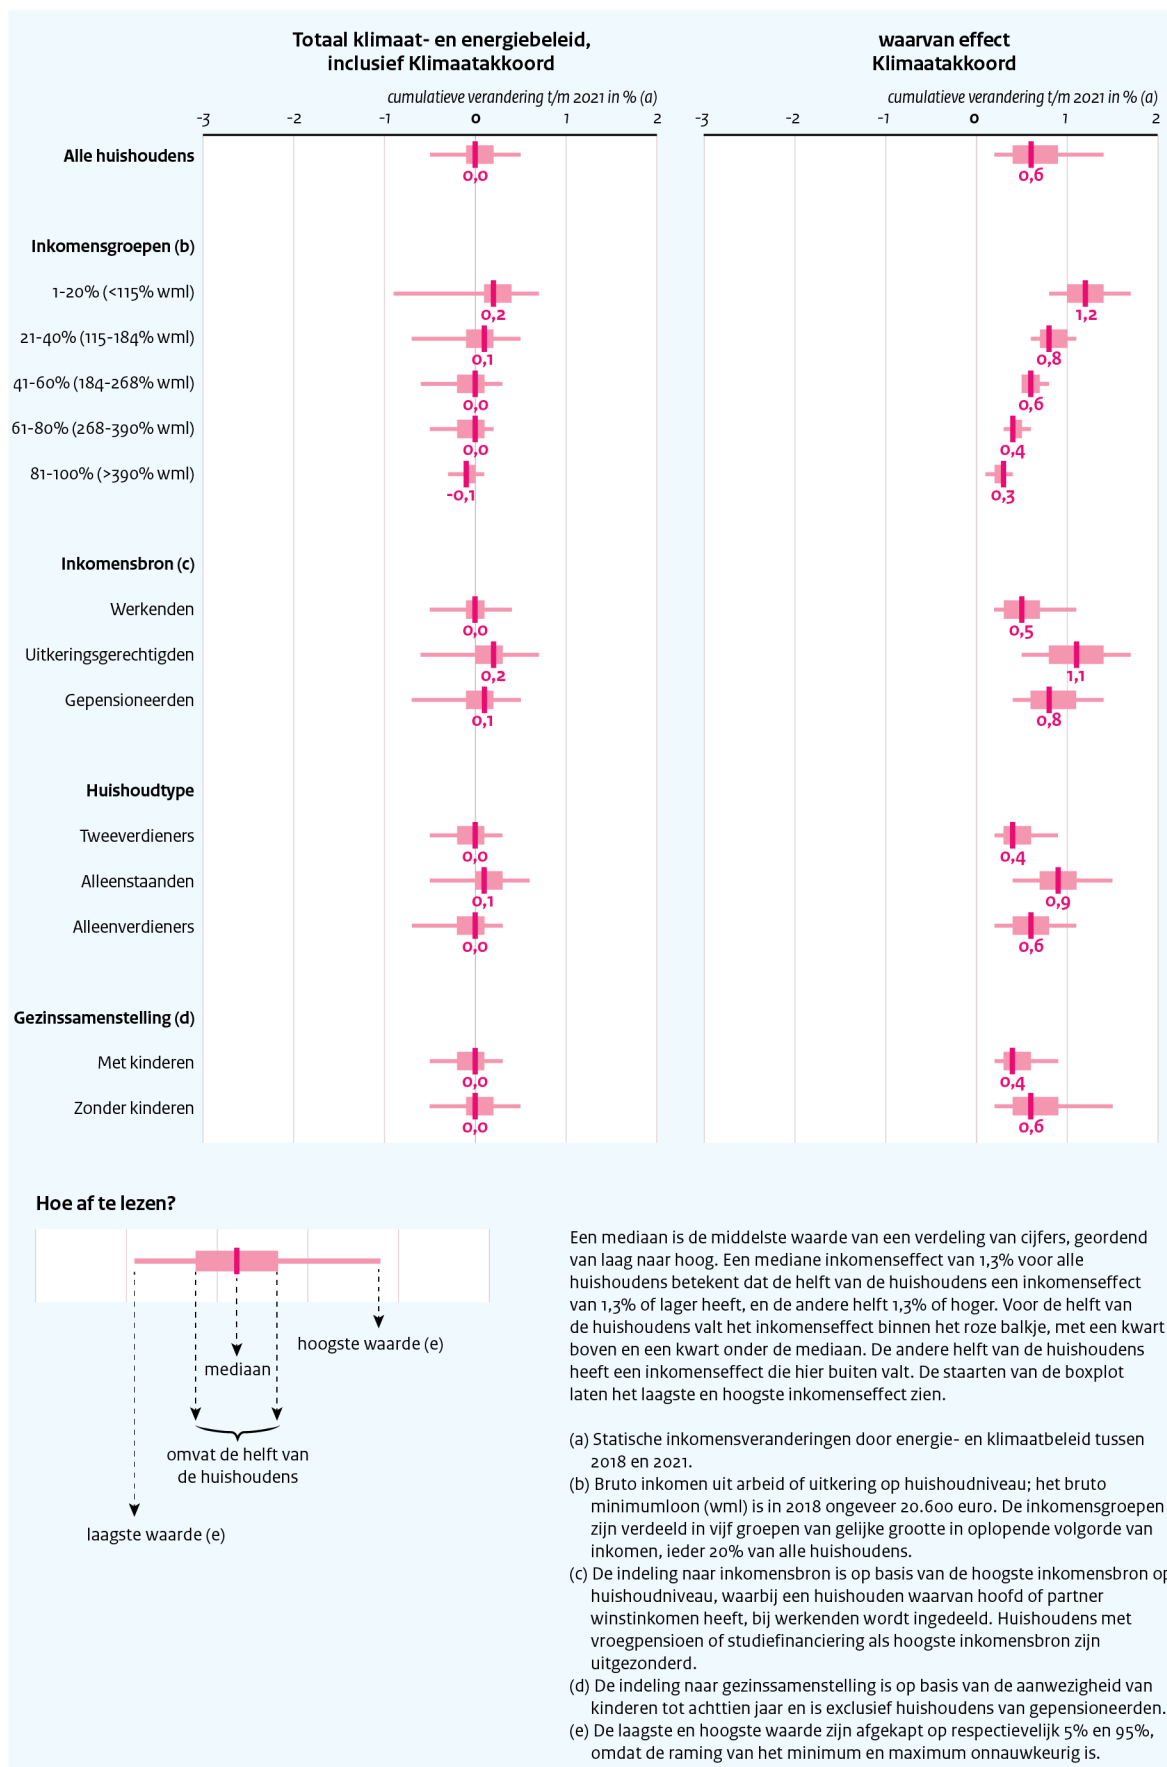 Totaal klimaat- en energiebeleid,
inclusief Klimaatakkoord
waarvan effect
Klimaatakkoord
cumulatieve verandering t/m 2021 in % (a)
cumulatieve verandering t/m 2021 in % (a)
-3 -2 -1 0 1 2
-3 -2 -1 0 1 2
Alle huishoudens
0,0
0,6
Inkomensgroepen (b)
1-20% (<115% wml)
0,2
1,2
21-40% (115-184% wml)
0,1
0,8
41-60% (184-268% wml)
0,0
0,6
61-80% (268-390% wml)
0,0
0,4
81-100% (>390% wml)
-0,1
0,3
Inkomensbron (c)
Werkenden
0,0
0,5
Uitkeringsgerechtigden
0,2
1,1
Gepensioneerden
0,1
0,8
Huishoudtype
Tweeverdieners
0,0
0,4
Alleenstaanden
0,1
0,9
Alleenverdieners
0,0
0,6
Gezinssamenstelling (d)
Met kinderen
0,0
0,4
Zonder kinderen
0,0
0,6
Hoe af te lezen?
hoogste waarde (e)
mediaan
omvat de helft van
de huishoudens
laagste waarde (e)
Een mediaan is de middelste waarde van een verdeling van cijfers, geordend
van laag naar hoog. Een mediane inkomenseffect van 1,3% voor alle
huishoudens betekent dat de helft van de huishoudens een inkomenseffect
van 1,3% of lager heeft, en de andere helft 1,3% of hoger. Voor de helft van
de huishoudens valt het inkomenseffect binnen het roze balkje, met een kwart
boven en een kwart onder de mediaan. De andere helft van de huishoudens
heeft een inkomenseffect die hier buiten valt. De staarten van de boxplot
laten het laagste en hoogste inkomenseffect zien.
(a) Statische inkomensveranderingen door energie- en klimaatbeleid tussen
2018 en 2021.
(b) Bruto inkomen uit arbeid of uitkering op huishoudniveau; het bruto
minimumloon (wml) is in 2018 ongeveer 20.600 euro. De inkomensgroepen
zijn verdeeld in vijf groepen van gelijke grootte in oplopende volgorde van
inkomen, ieder 20% van alle huishoudens.
(c) De indeling naar inkomensbron is op basis van de hoogste inkomensbron op
huishoudniveau, waarbij een huishouden waarvan hoofd of partner
winstinkomen heeft, bij werkenden wordt ingedeeld. Huishoudens met
vroegpensioen of studiefinanciering als hoogste inkomensbron zijn
uitgezonderd.
(d) De indeling naar gezinssamenstelling is op basis van de aanwezigheid van
kinderen tot achttien jaar en is exclusief huishoudens van gepensioneerden.
(e) De laagste en hoogste waarde zijn afgekapt op respectievelijk 5% en 95%,
omdat de raming van het minimum en maximum onnauwkeurig is.